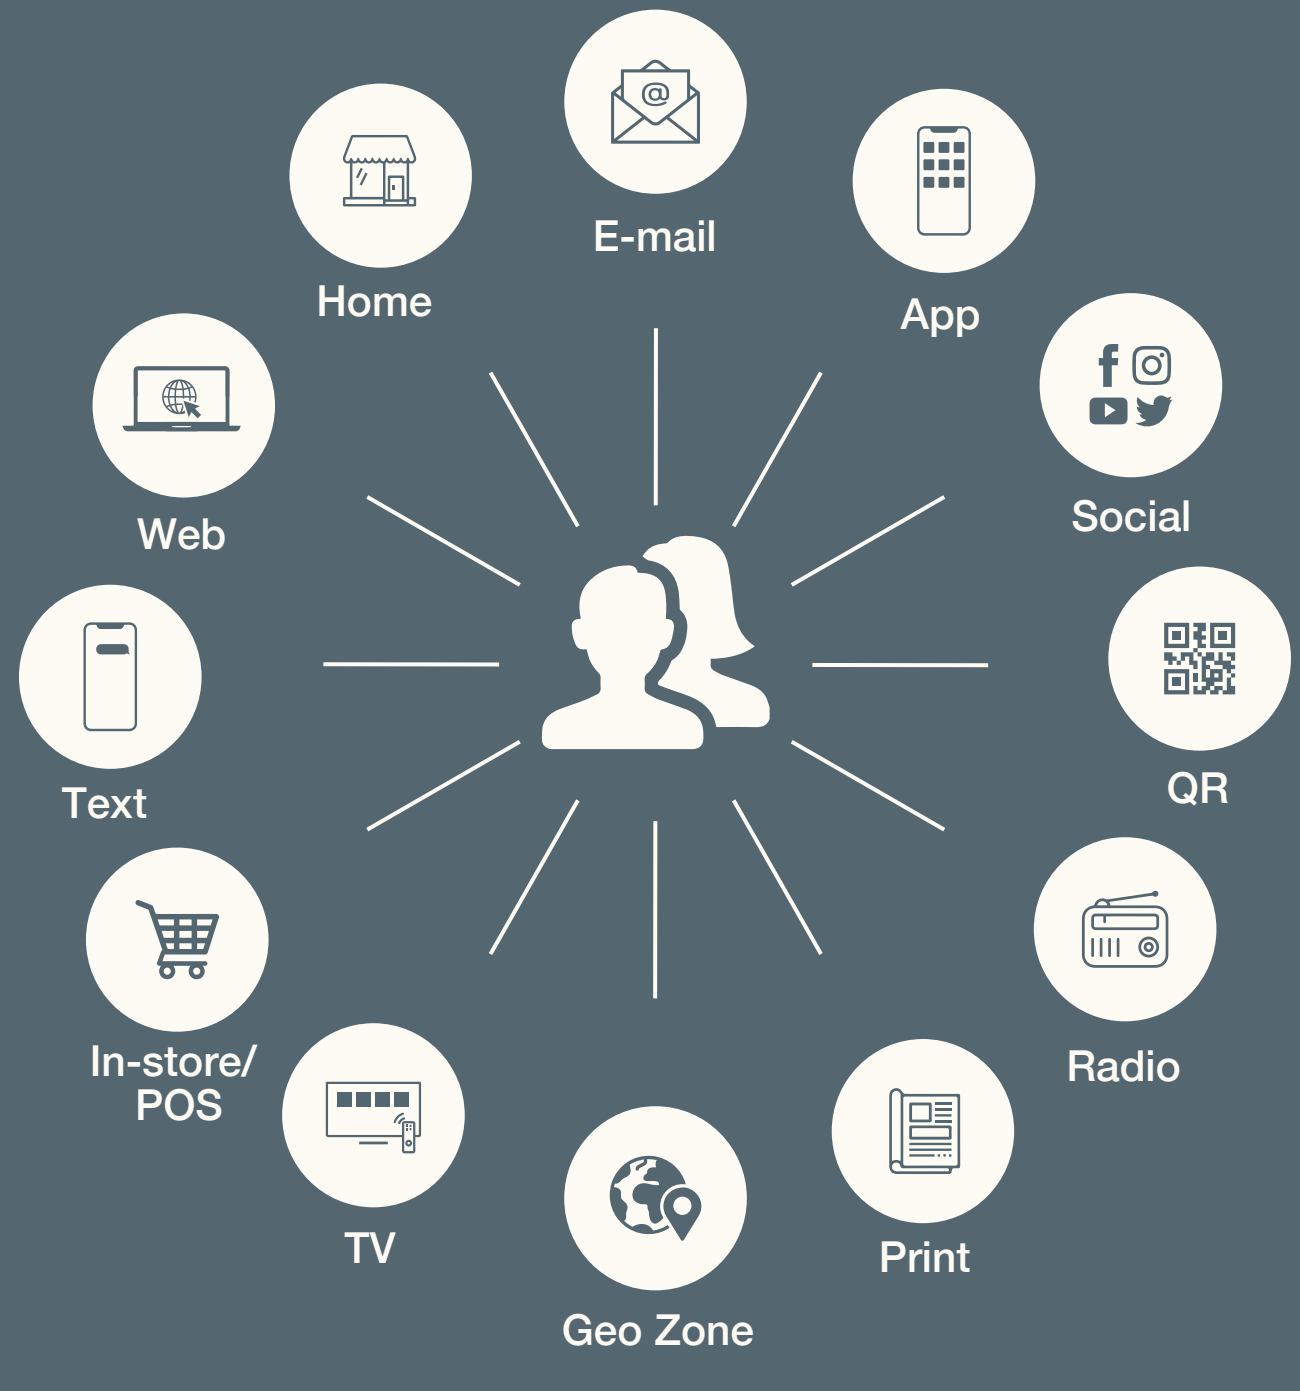 E-mail
Home
App
Social
Web
QR
Text
Radio
In-store/
POS
TV
Print
Geo Zone